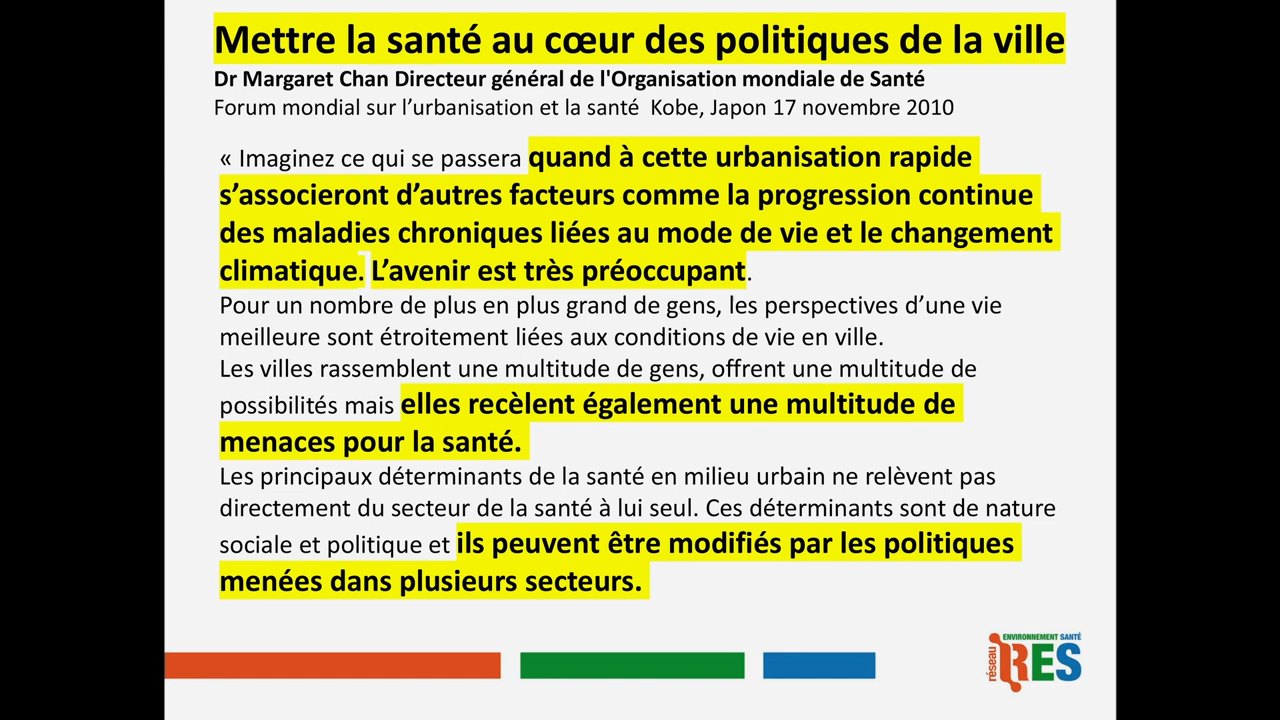 Mettre la santé au cœur des politiques de la ville
Dr Margaret Chan Directeur général de l'Organisation mondiale de Santé
Forum mondial sur l’urbanisation et la santé  Kobe, Japon 17 novembre 2010
« Imaginez ce qui se passera quand à cette urbanisation rapide
s’associeront d’autres facteurs comme la progression continue
des maladies chroniques liées au mode de vie et le changement
climatique. L’avenir est très préoccupant.
Pour un nombre de plus en plus grand de gens, les perspectives d’une vie
meilleure sont étroitement liées aux conditions de vie en ville.
Les villes rassemblent une multitude de gens, offrent une multitude de
possibilités mais elles recèlent également une multitude de
menaces pour la santé.
Les principaux déterminants de la santé en milieu urbain ne relèvent pas
directement du secteur de la santé à lui seul. Ces déterminants sont de nature
sociale et politique et ils peuvent être modifiés par les politiques
menées dans plusieurs secteurs.
ENVIRONNEMENT SANTÉ
réseau
RES